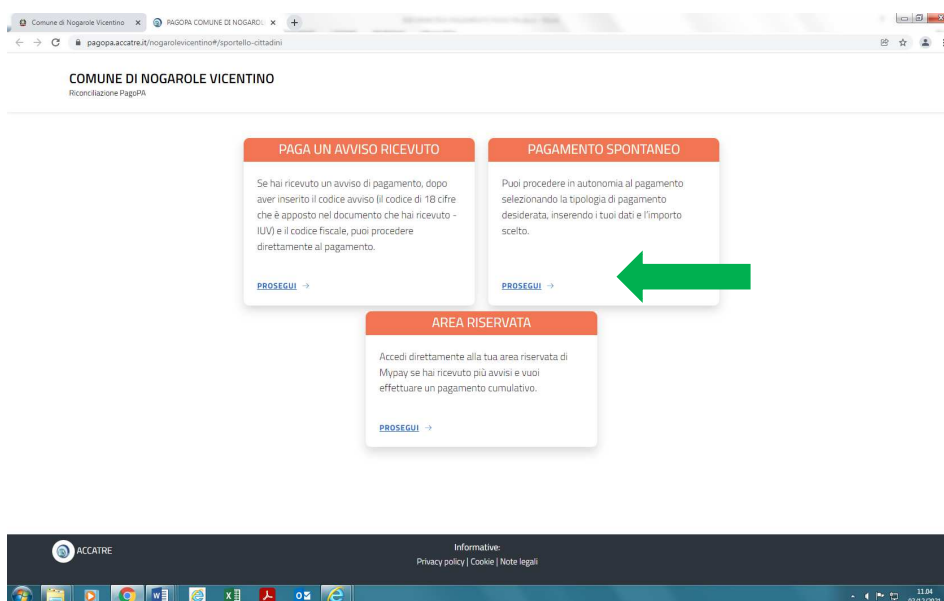 Comune di Nogarole Vicentino
PAGOPA COMUNE DI NOGARO
pagopa.accatre.it/nogarolevicentino#/sportello-cittadini
COMUNE DI NOGAROLE VICENTINO
Riconciliazione PagoPA
PAGA UN AVVISO RICEVUTO
Se hai ricevuto un avviso di pagamento, dopo
aver inserito il codice avviso (il codice di 18 cifre
che è apposto nel documento che hai ricevuto -
IUV) e il codice fiscale, puoi procedere
direttamente al pagamento.
PROSEGUI →
PAGAMENTO SPONTANEO
Puoi procedere in autonomia al pagamento
selezionando la tipologia di pagamento
desiderata, inserendo i tuoi dati e l'importo
scelto.
PROSEGUI →
AREA RISERVATA
Accedi direttamente alla tua area riservata di
Mypay se hai ricevuto più avvisi e vuoi
effettuare un pagamento cumulativo.
PROSEGUI →
ACCATRE
Informative:
Privacy policy | Cookie | Note legali
11.04